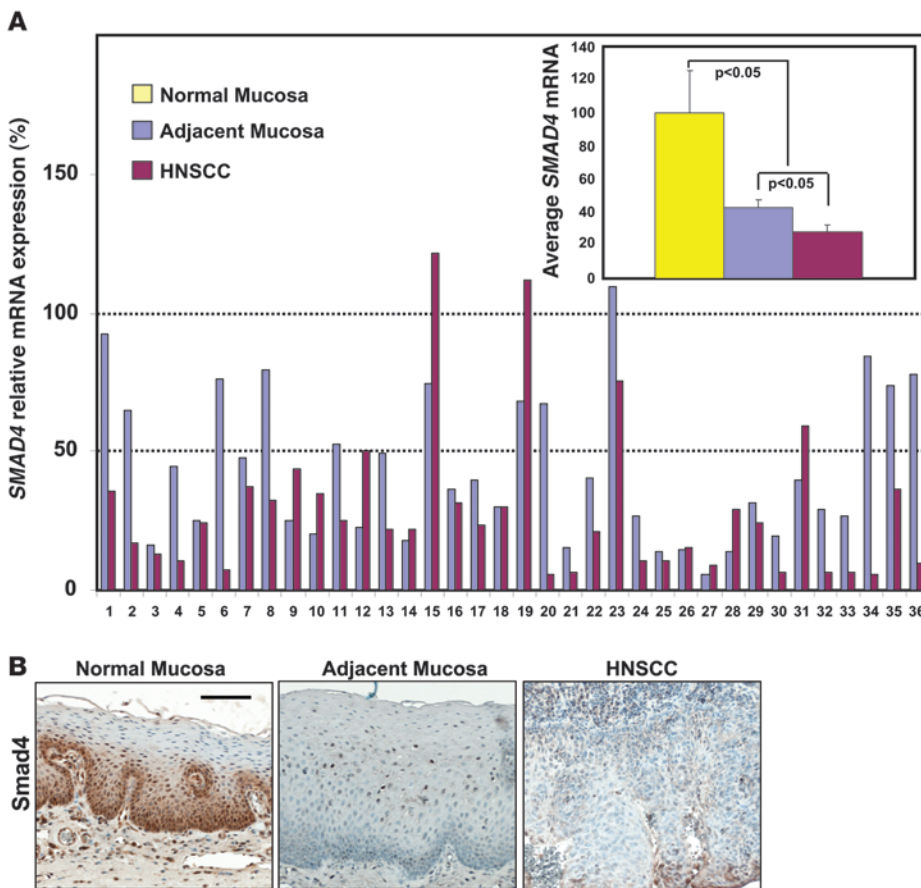 A
SMAD4 relative mRNA expression (%)
150
100
50
0
Normal Mucosa
Adjacent Mucosa
HNSCC
Average SMAD4 mRNA
140
120
100
80
60
40
20
0
p<0.05
p<0.05
1 2 3 4 5 6 7 8 9 10 11 12 13 14 15 16 17 18 19 20 21 22 23 24 25 26 27 28 29 30 31 32 33 34 35 36
B
Normal Mucosa Adjacent Mucosa HNSCC
Smad4